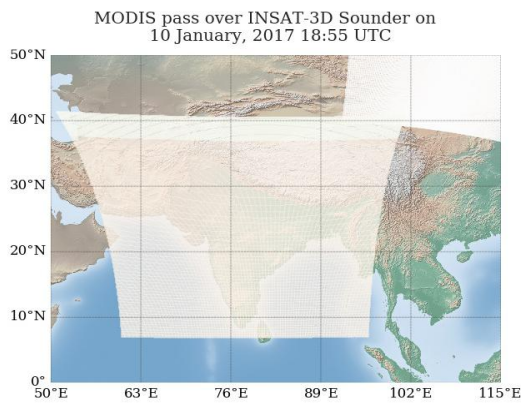 MODIS pass over INSAT-3D Sounder on
10 January, 2017 18:55 UTC
50°N
40°N
30°N
20°N
10°N
0°
50°E 63°E 76°E 89°E 102°E 115°E